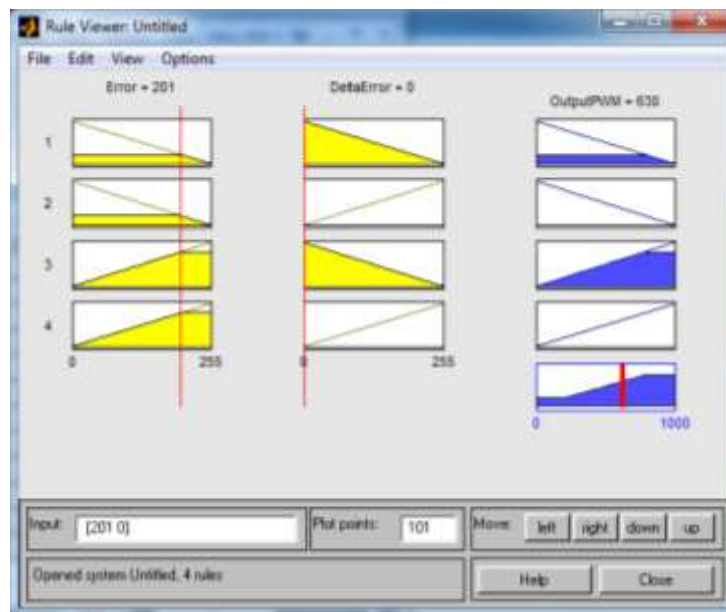 Rule Viewer: Untitled
File Edit View Options
Error = 201 DeltaError = 0 OutputPWM = 630
1
2
3
4
0 255 0 255
0 1000
Input: [201 0] Plot points: 101 Move: left right down up
Opened system Untitled, 4 rules Help Close